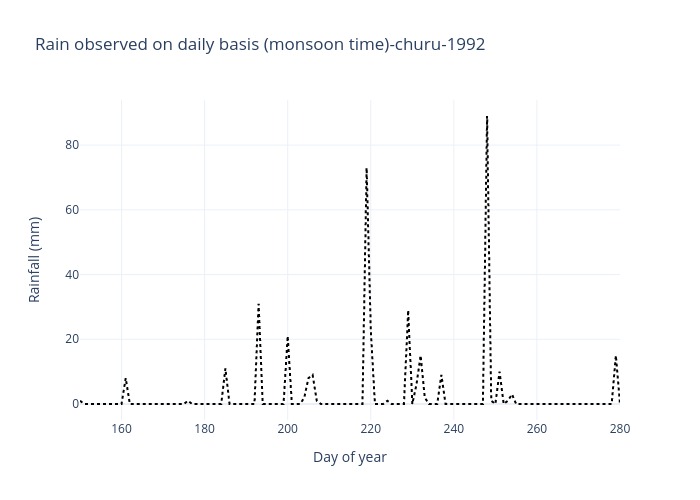 Rain observed on daily basis (monsoon time)-churu-1992
80
60
40
20
0
Rainfall (mm)
160 180 200 220 240 260 280
Day of year